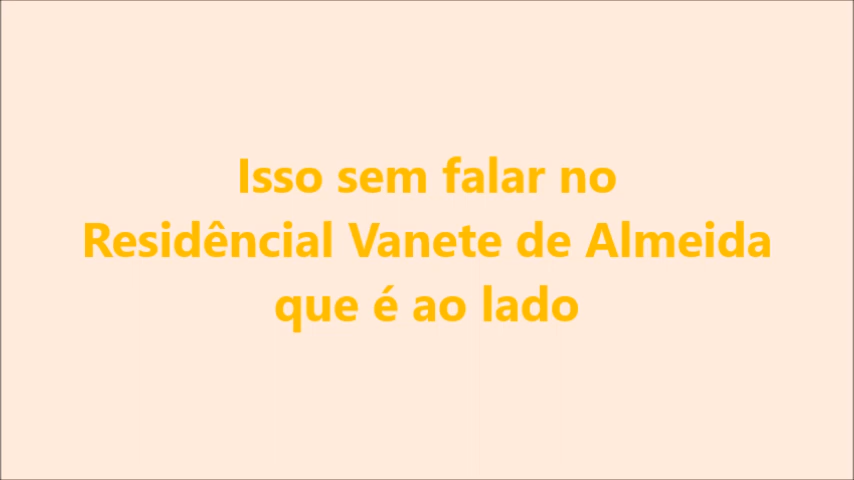 Isso sem falar no
Residêncial Vanete de Almeida
que é ao lado